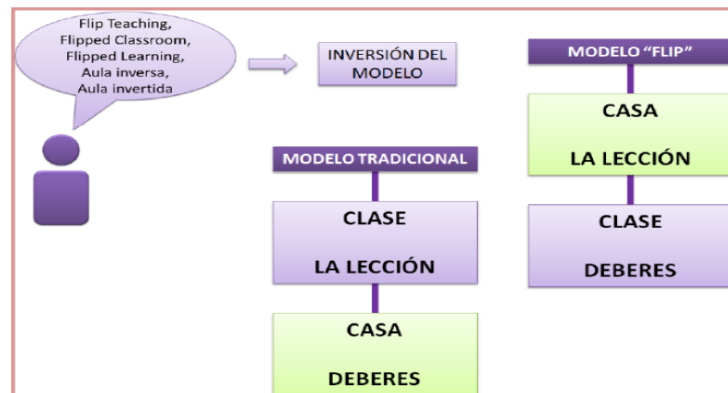 Flip Teaching,
Flipped Classroom,
Flipped Learning,
Aula inversa,
Aula invertida
INVERSIÓN DEL
MODELO
MODELO TRADICIONAL
CLASE
LA LECCIÓN
CASA
DEBERES
MODELO “FLIP”
CASA
LA LECCIÓN
CLASE
DEBERES